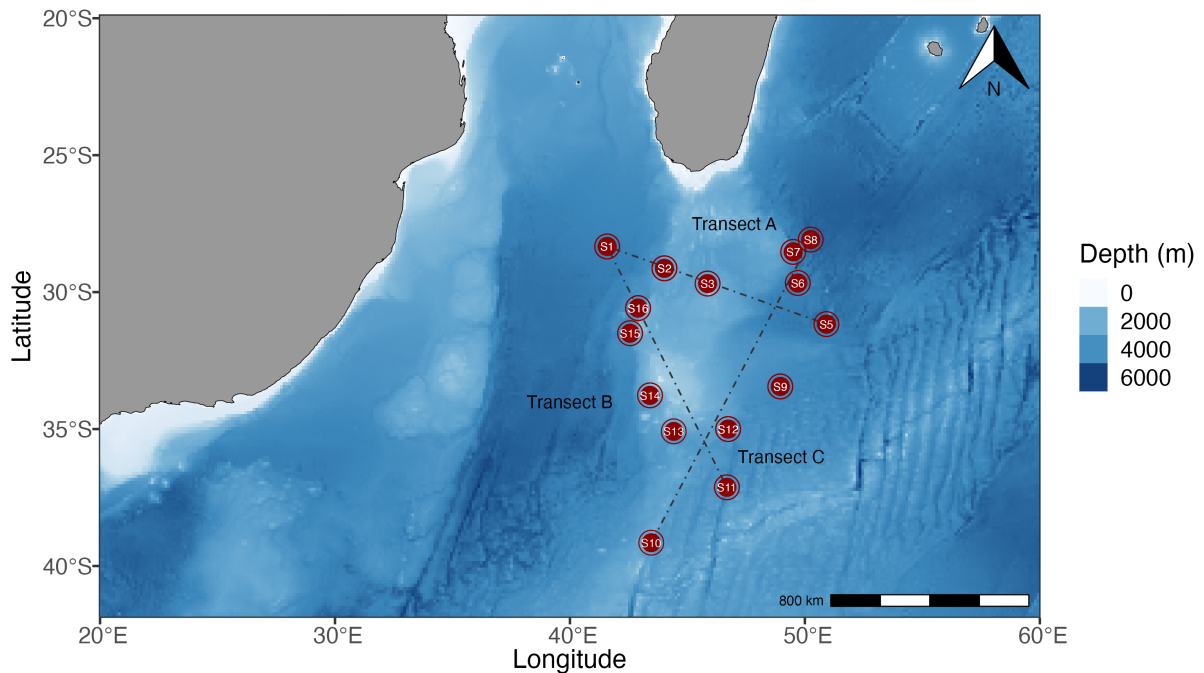 20°S
N
25°S
Transect A
S8
S7
S1
S2
S6
S3
30°S
S16
S5
S15
S9
S14
Transect B
S12
S13
35°S
Transect C
S11
S10
40°S
800 km
20°E
30°E
40°E
50°E
60°E
Longitude
Latitude
Depth (m)
0
2000
4000
6000